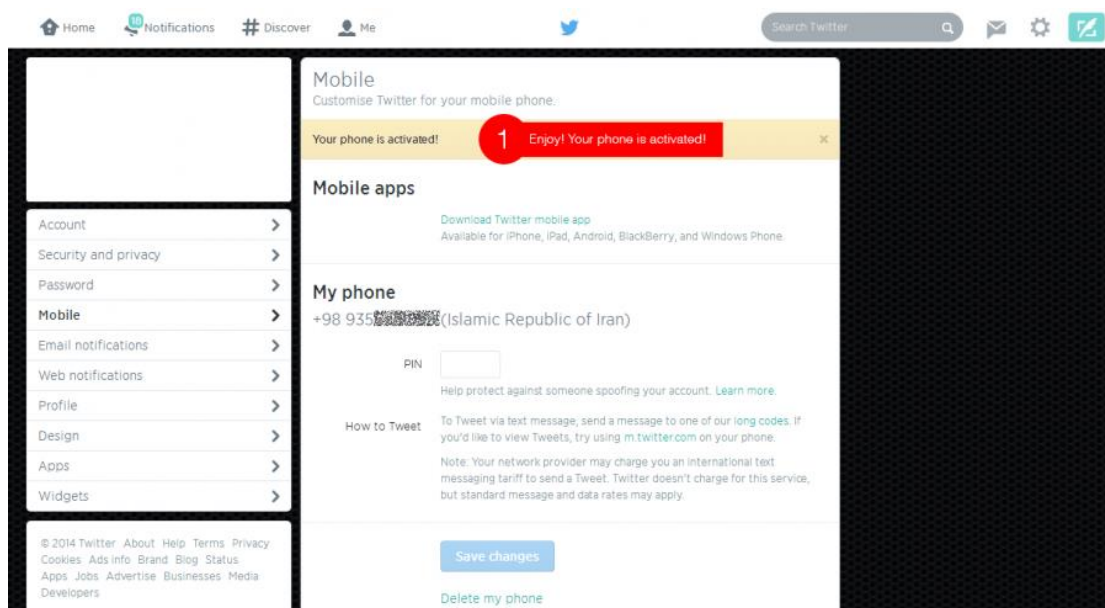 Home
10
Notifications
Discover
Me
Search Twitter
Mobile
Customise Twitter for your mobile phone.
Your phone is activated!
1
Enjoy! Your phone is activated!
Mobile apps
Download Twitter mobile app
Available for iPhone, iPad, Android, BlackBerry, and Windows Phone.
Account
Security and privacy
Password
Mobile
Email notifications
Web notifications
Profile
Design
Apps
Widgets
My phone
+98 935 (Islamic Republic of Iran)
PIN
Help protect against someone spoofing your account. Learn more.
How to Tweet
To Tweet via text message, send a message to one of our long codes. If
you'd like to view Tweets, try using m.twitter.com on your phone.
Note: Your network provider may charge you an international text
messaging tariff to send a Tweet. Twitter doesn't charge for this service,
but standard message and data rates may apply.
Save changes
Delete my phone
© 2014 Twitter About Help Terms Privacy
Cookies Ads info Brand Blog Status
Apps Jobs Advertise Businesses Media
Developers